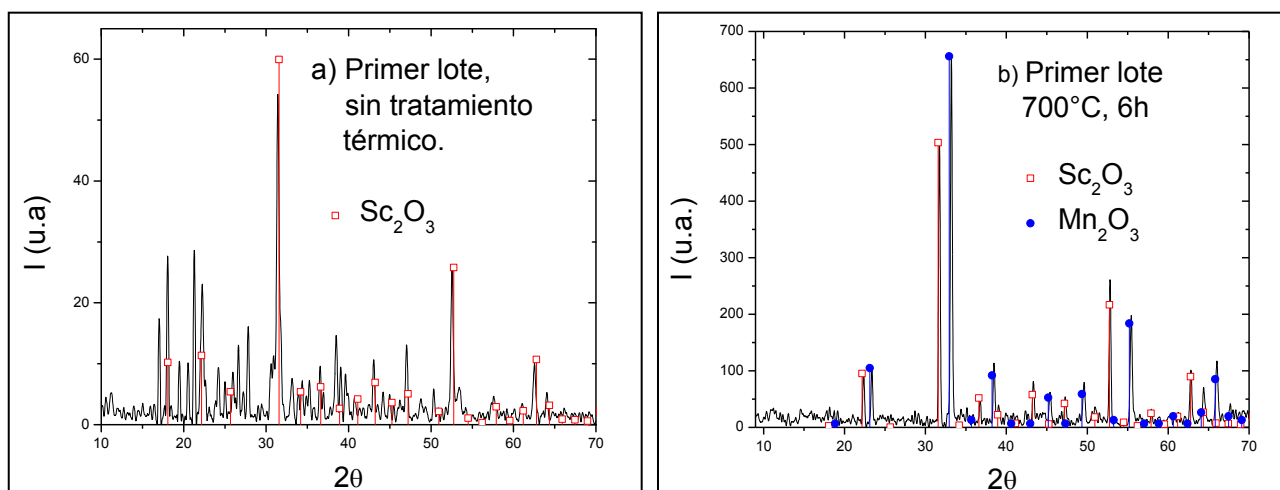 60
40
20
0
10 20 30 40 50 60 70
I (u.a)
2θ
a) Primer lote,
sin tratamiento
térmico.
Sc2O3
700
600
500
400
300
200
100
0
10 20 30 40 50 60 70
I (u.a.)
2θ
b) Primer lote
700°C, 6h
Sc2O3
Mn2O3